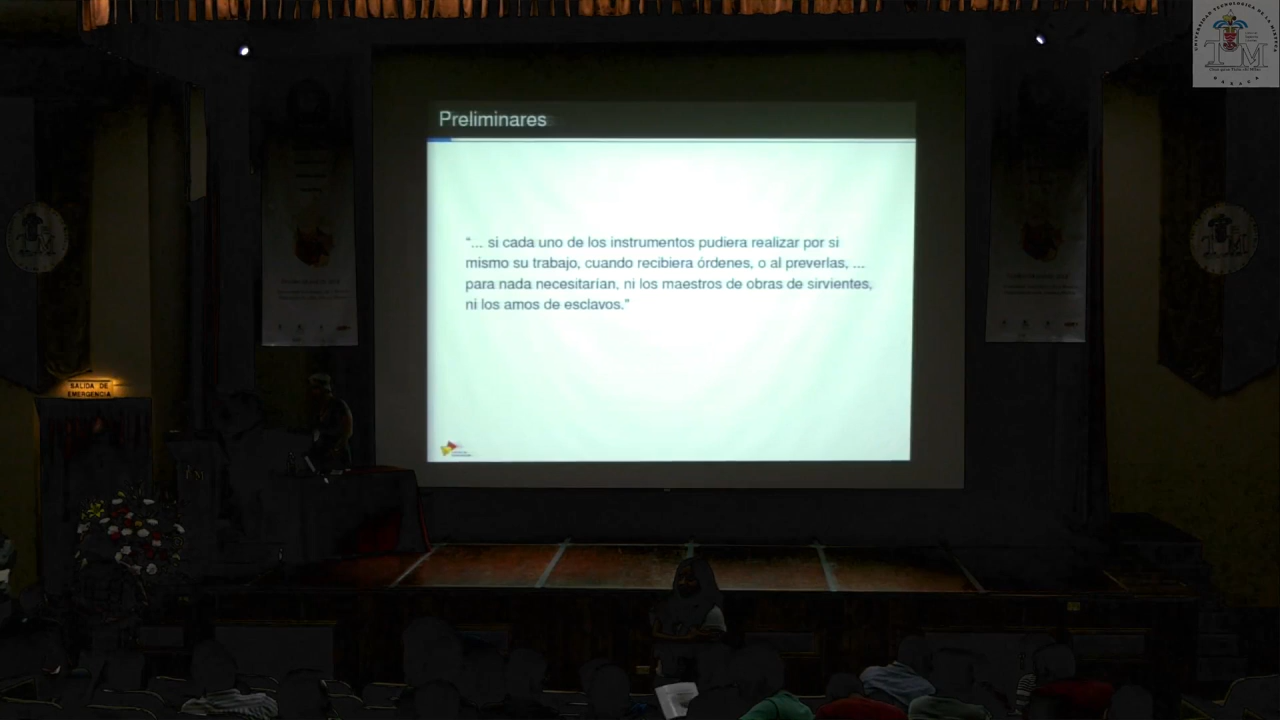 Preliminares
“... si cada uno de los instrumentos pudiera realizar por si
mismo su trabajo, cuando recibiera órdenes, o al preverlas, ...
para nada necesitarían, ni los maestros de obras de sirvientes,
ni los amos de esclavos.”
SALIDA DE
EMERGENCIA